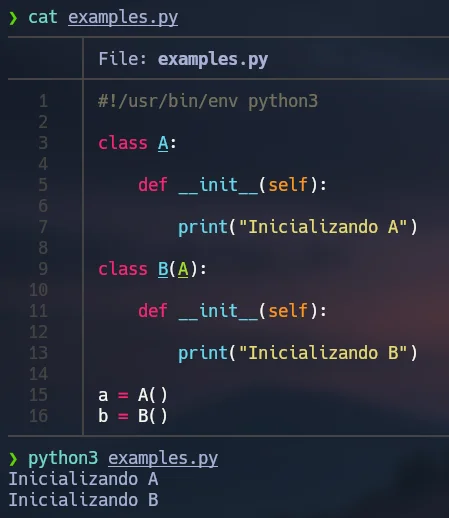 ❯ cat examples.py
File: examples.py
1 #!/usr/bin/env python3
2
3 class A:
4
5 def __init__(self):
6
7 print("Inicializando A")
8
9 class B(A):
10
11 def __init__(self):
12
13 print("Inicializando B")
14
15 a = A()
16 b = B()
❯ python3 examples.py
Inicializando A
Inicializando B